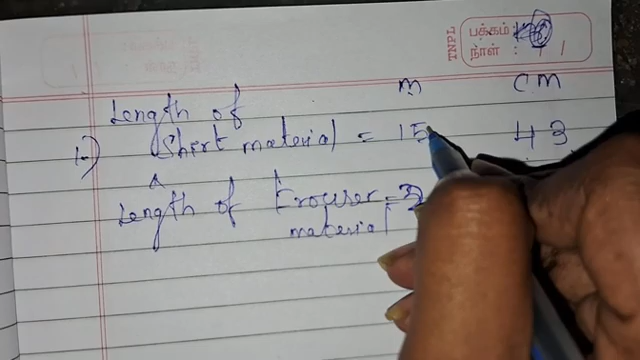 TNPL
பக்கம்:
நாள் :
m cm
Length of
1.) Shirt material = 15 43
Length of trouser =
material